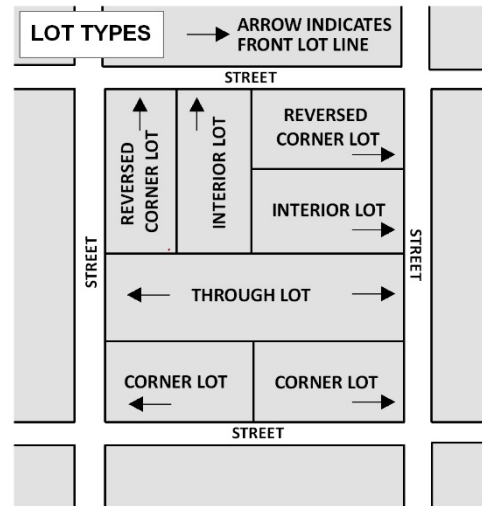 LOT TYPES
ARROW INDICATES
FRONT LOT LINE
STREET
REVERSED
CORNER LOT
INTERIOR LOT
REVERSED
CORNER LOT
INTERIOR LOT
STREET
STREET
THROUGH LOT
CORNER LOT
CORNER LOT
STREET